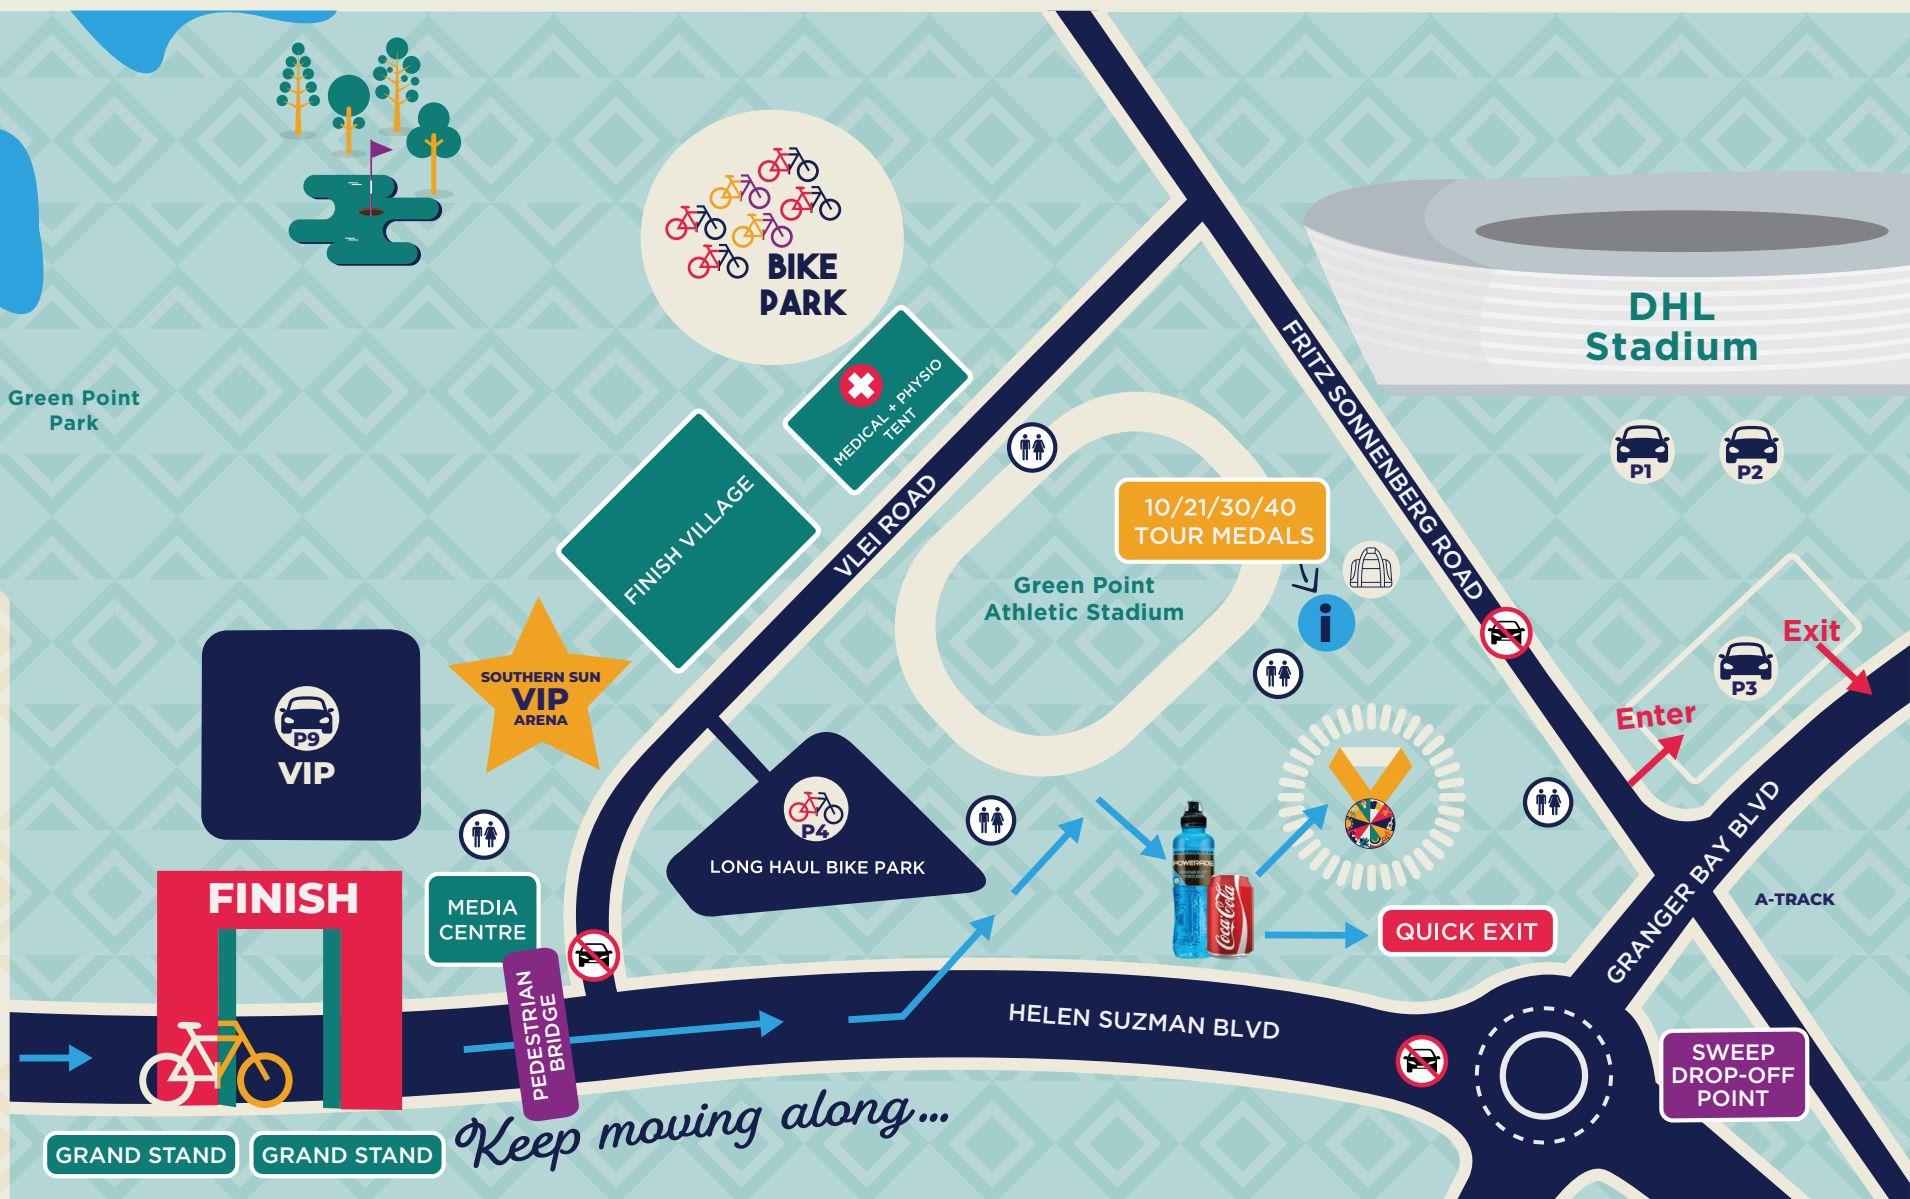 BIKE
PARK
DHL
Stadium
Green Point
Park
MEDICAL + PHYSIO
TENT
FRITZ SONNENBERG ROAD
P1
P2
FINISH VILLAGE
VLEI ROAD
10/21/30/40
TOUR MEDALS
Green Point
Athletic Stadium
i
Exit
P3
Enter
SOUTHERN SUN
VIP
ARENA
P9
VIP
P4
LONG HAUL BIKE PARK
POWERADE
Coca-Cola
GRANGER BAY BLVD
A-TRACK
FINISH
MEDIA
CENTRE
QUICK EXIT
PEDESTRIAN
BRIDGE
HELEN SUZMAN BLVD
SWEEP
DROP-OFF
POINT
Keep moving along...
GRAND STAND
GRAND STAND